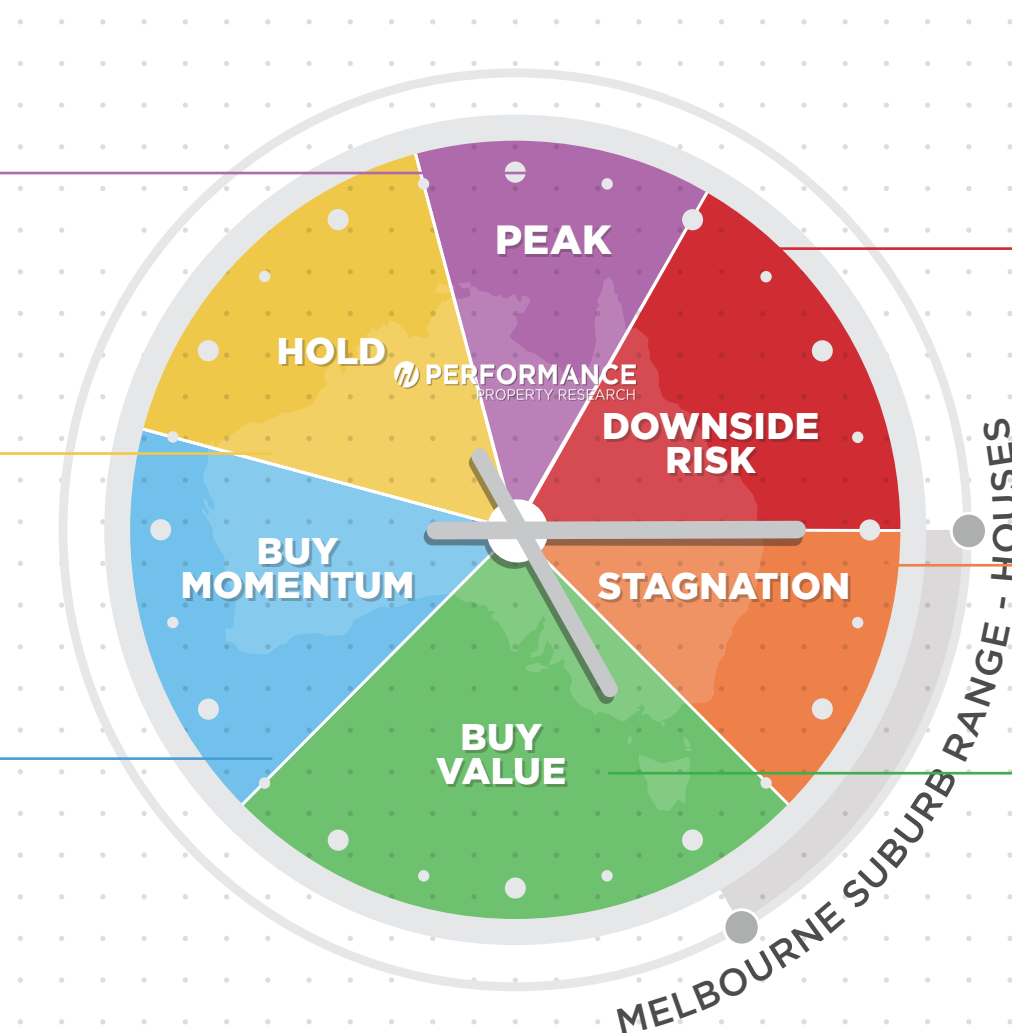 PEAK
HOLD
PERFORMANCE
PROPERTY RESEARCH
DOWNSIDE
RISK
BUY
MOMENTUM
STAGNATION
BUY
VALUE
MELBOURNE SUBURB RANGE - HOUSES